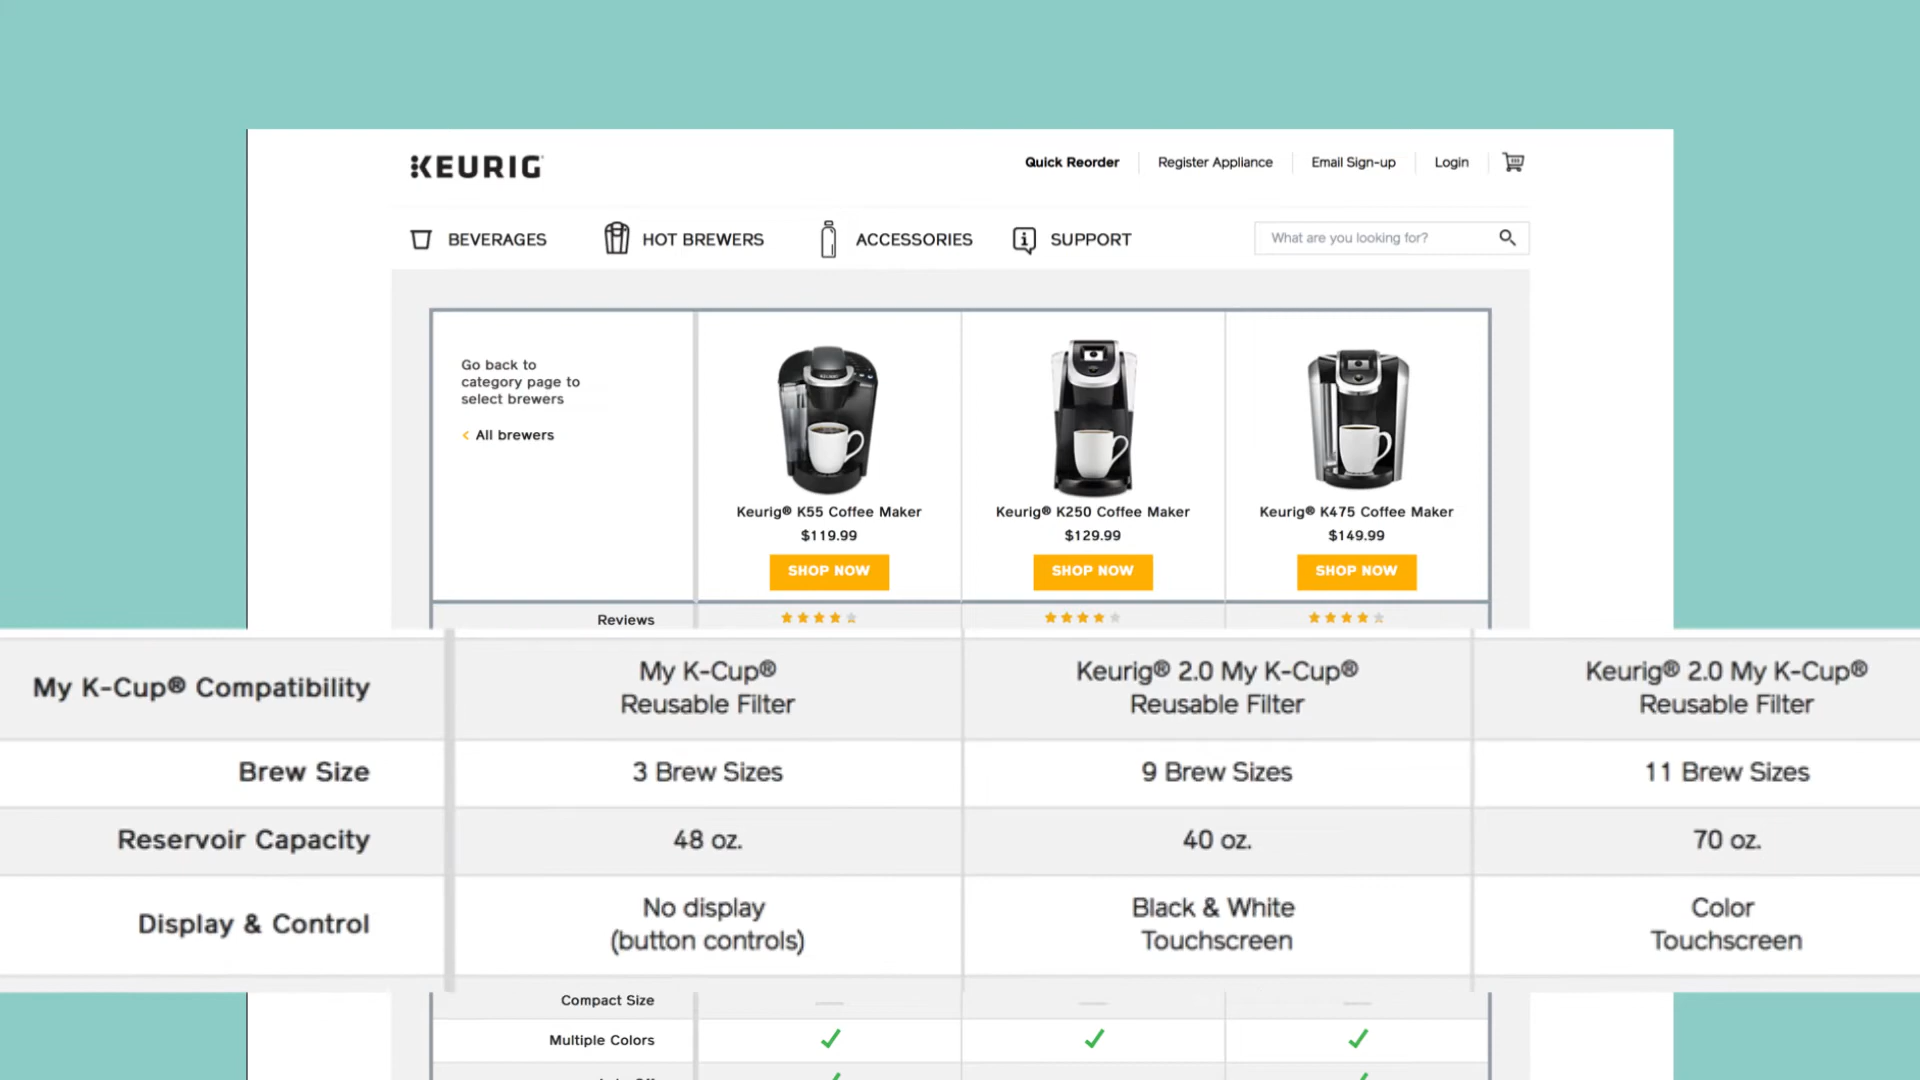 KEURIG
Quick Reorder
Register Appliance
Email Sign-up
Login
BEVERAGES
HOT BREWERS
ACCESSORIES
SUPPORT
What are you looking for?
Go back to
category page to
select brewers
< All brewers
Keurig® K55 Coffee Maker
$119.99
SHOP NOW
Keurig® K250 Coffee Maker
$129.99
SHOP NOW
Keurig® K475 Coffee Maker
$149.99
SHOP NOW
Reviews
My K-Cup® Compatibility
My K-Cup®
Reusable Filter
Keurig® 2.0 My K-Cup®
Reusable Filter
Keurig® 2.0 My K-Cup®
Reusable Filter
Brew Size
3 Brew Sizes
9 Brew Sizes
11 Brew Sizes
Reservoir Capacity
48 oz.
40 oz.
70 oz.
Display & Control
No display
(button controls)
Black & White
Touchscreen
Color
Touchscreen
Compact Size
Multiple Colors